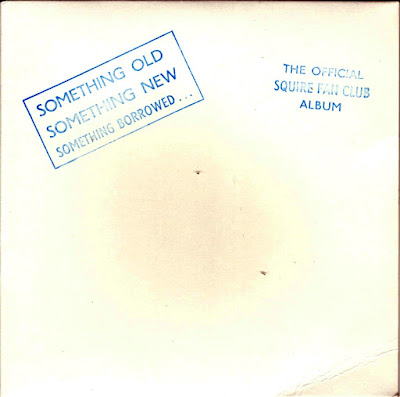 SOMETHING OLD
SOMETHING NEW
SOMETHING BORROWED...
THE OFFICIAL
SQUIRE FAN CLUB
ALBUM